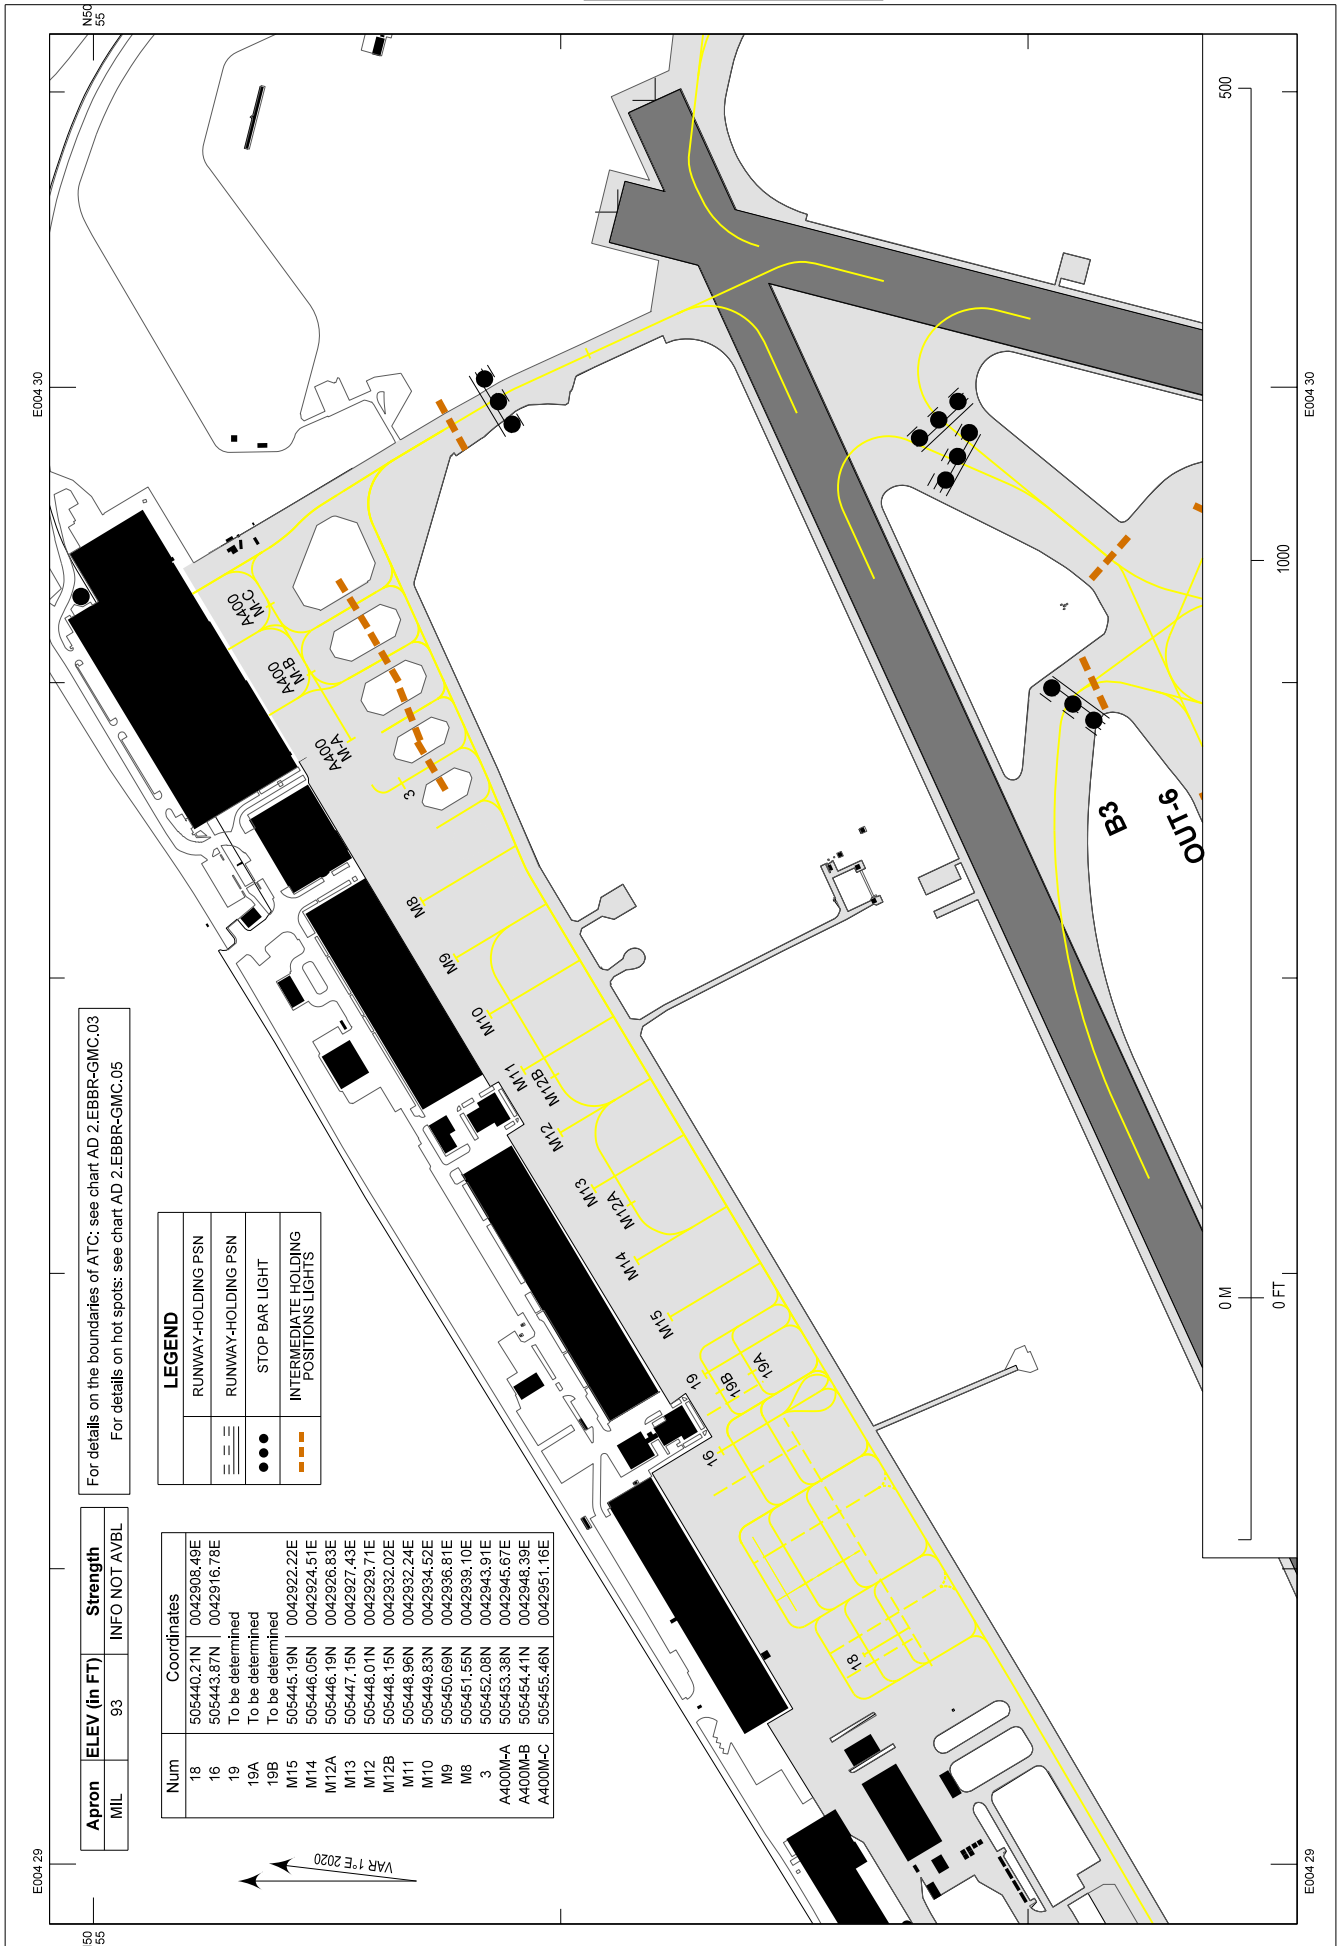 For details on the boundaries of ATC: see chart AD 2.EBBR-GMC.03
For details on hot spots: see chart AD 2.EBBR-GMC.05
Apron ELEV (in FT) Strength
MIL 93 INFO NOT AVBL
LEGEND
RUNWAY-HOLDING PSN
RUNWAY-HOLDING PSN
STOP BAR LIGHT
INTERMEDIATE HOLDING
POSITIONS LIGHTS
Num Coordinates
18 505440.21N 0042908.49E
16 505443.87N 0042916.78E
19 To be determined
19A To be determined
19B To be determined
M15 505445.19N 0042922.22E
M14 505446.05N 0042924.51E
M12A 505446.19N 0042926.83E
M13 505447.15N 0042927.43E
M12 505448.01N 0042929.71E
M12B 505448.15N 0042932.02E
M11 505448.96N 0042932.24E
M10 505449.83N 0042934.52E
M9 505450.69N 0042936.81E
M8 505451.55N 0042939.10E
3 505452.08N 0042943.91E
A400M-A 505453.38N 0042945.67E
A400M-B 505454.41N 0042948.39E
A400M-C 505455.46N 0042951.16E
VAR 1° E 2020
E004 29
E004 30
N50
55
N50
55
E004 29
E004 30
A400
M-C
A400
M-B
A400
M-A
3
M8
M9
M10
M11
M12B
M12
M13
M12A
M14
M15
19
19B
19A
16
18
B3
OUT-6
0 M
500
0 FT
1000